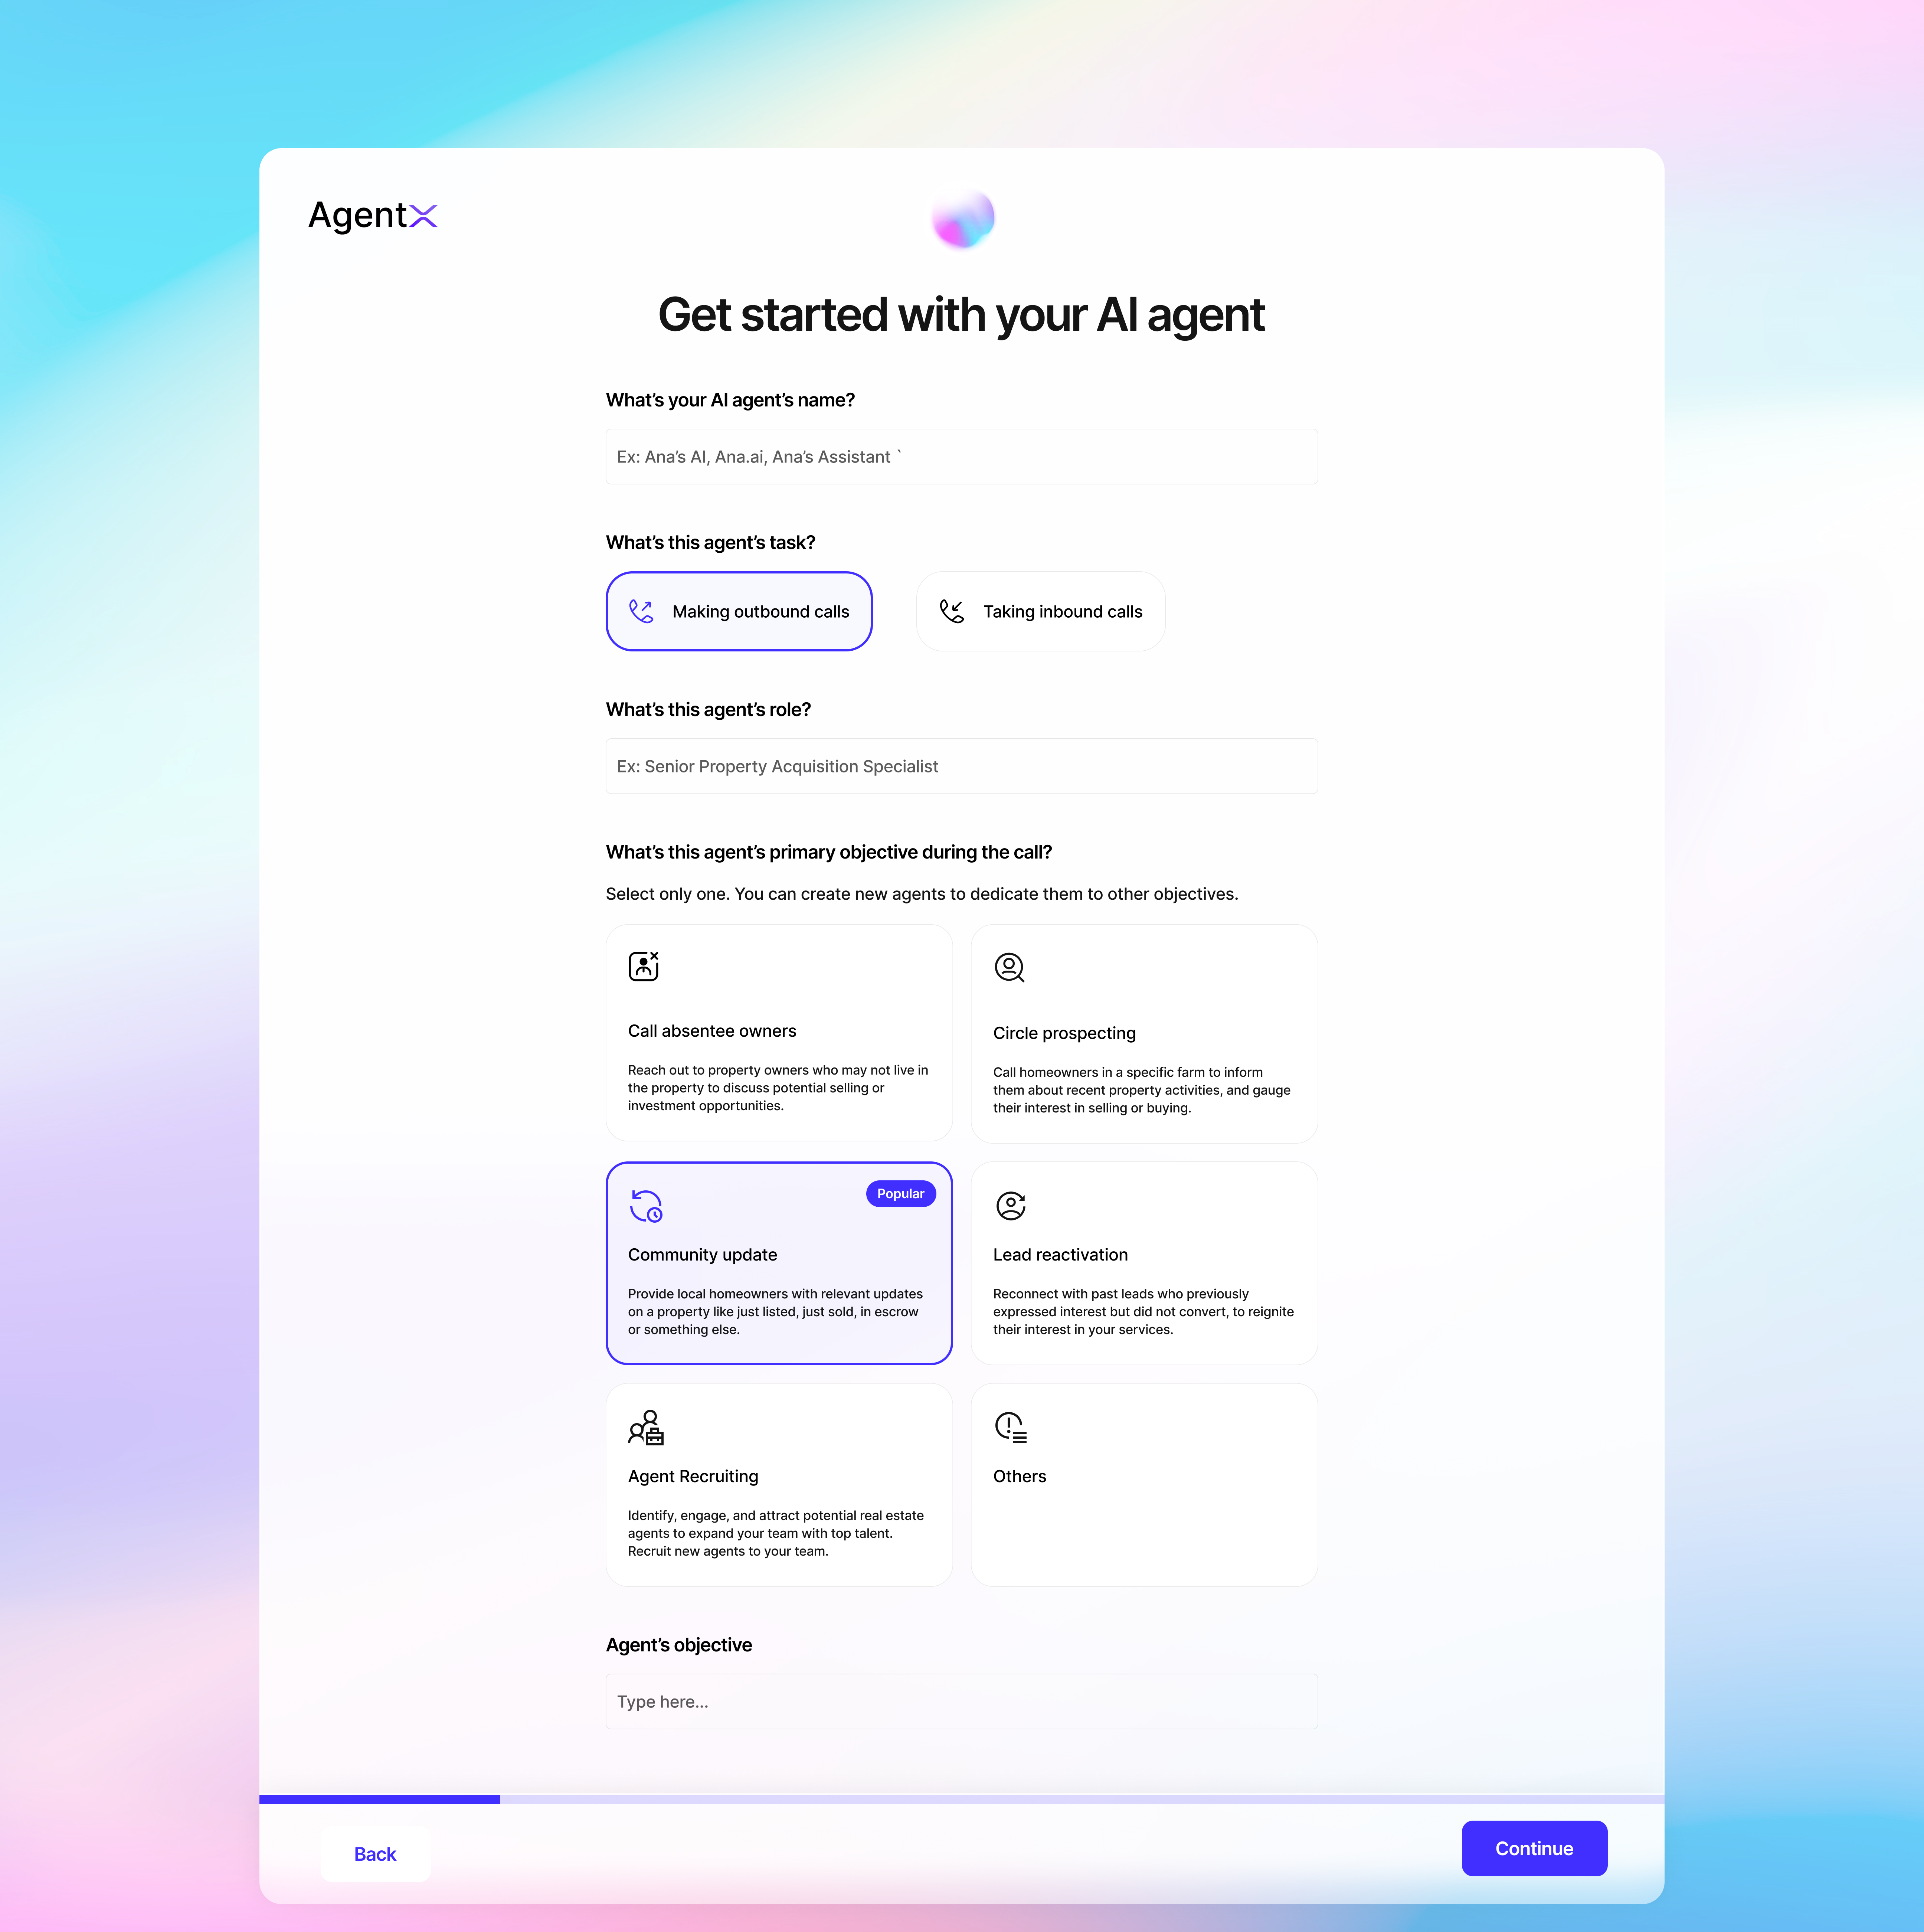 AgentX
Get started with your AI agent
What’s your AI agent’s name?
Ex: Ana’s AI, Ana.ai, Ana’s Assistant `
What’s this agent’s task?
Making outbound calls
Taking inbound calls
What’s this agent’s role?
Ex: Senior Property Acquisition Specialist
What’s this agent’s primary objective during the call?
Select only one. You can create new agents to dedicate them to other objectives.
Call absentee owners
Reach out to property owners who may not live in
the property to discuss potential selling or
investment opportunities.
Circle prospecting
Call homeowners in a specific farm to inform
them about recent property activities, and gauge
their interest in selling or buying.
Popular
Community update
Provide local homeowners with relevant updates
on a property like just listed, just sold, in escrow
or something else.
Lead reactivation
Reconnect with past leads who previously
expressed interest but did not convert, to reignite
their interest in your services.
Agent Recruiting
Identify, engage, and attract potential real estate
agents to expand your team with top talent.
Recruit new agents to your team.
Others
Agent’s objective
Type here...
Back
Continue